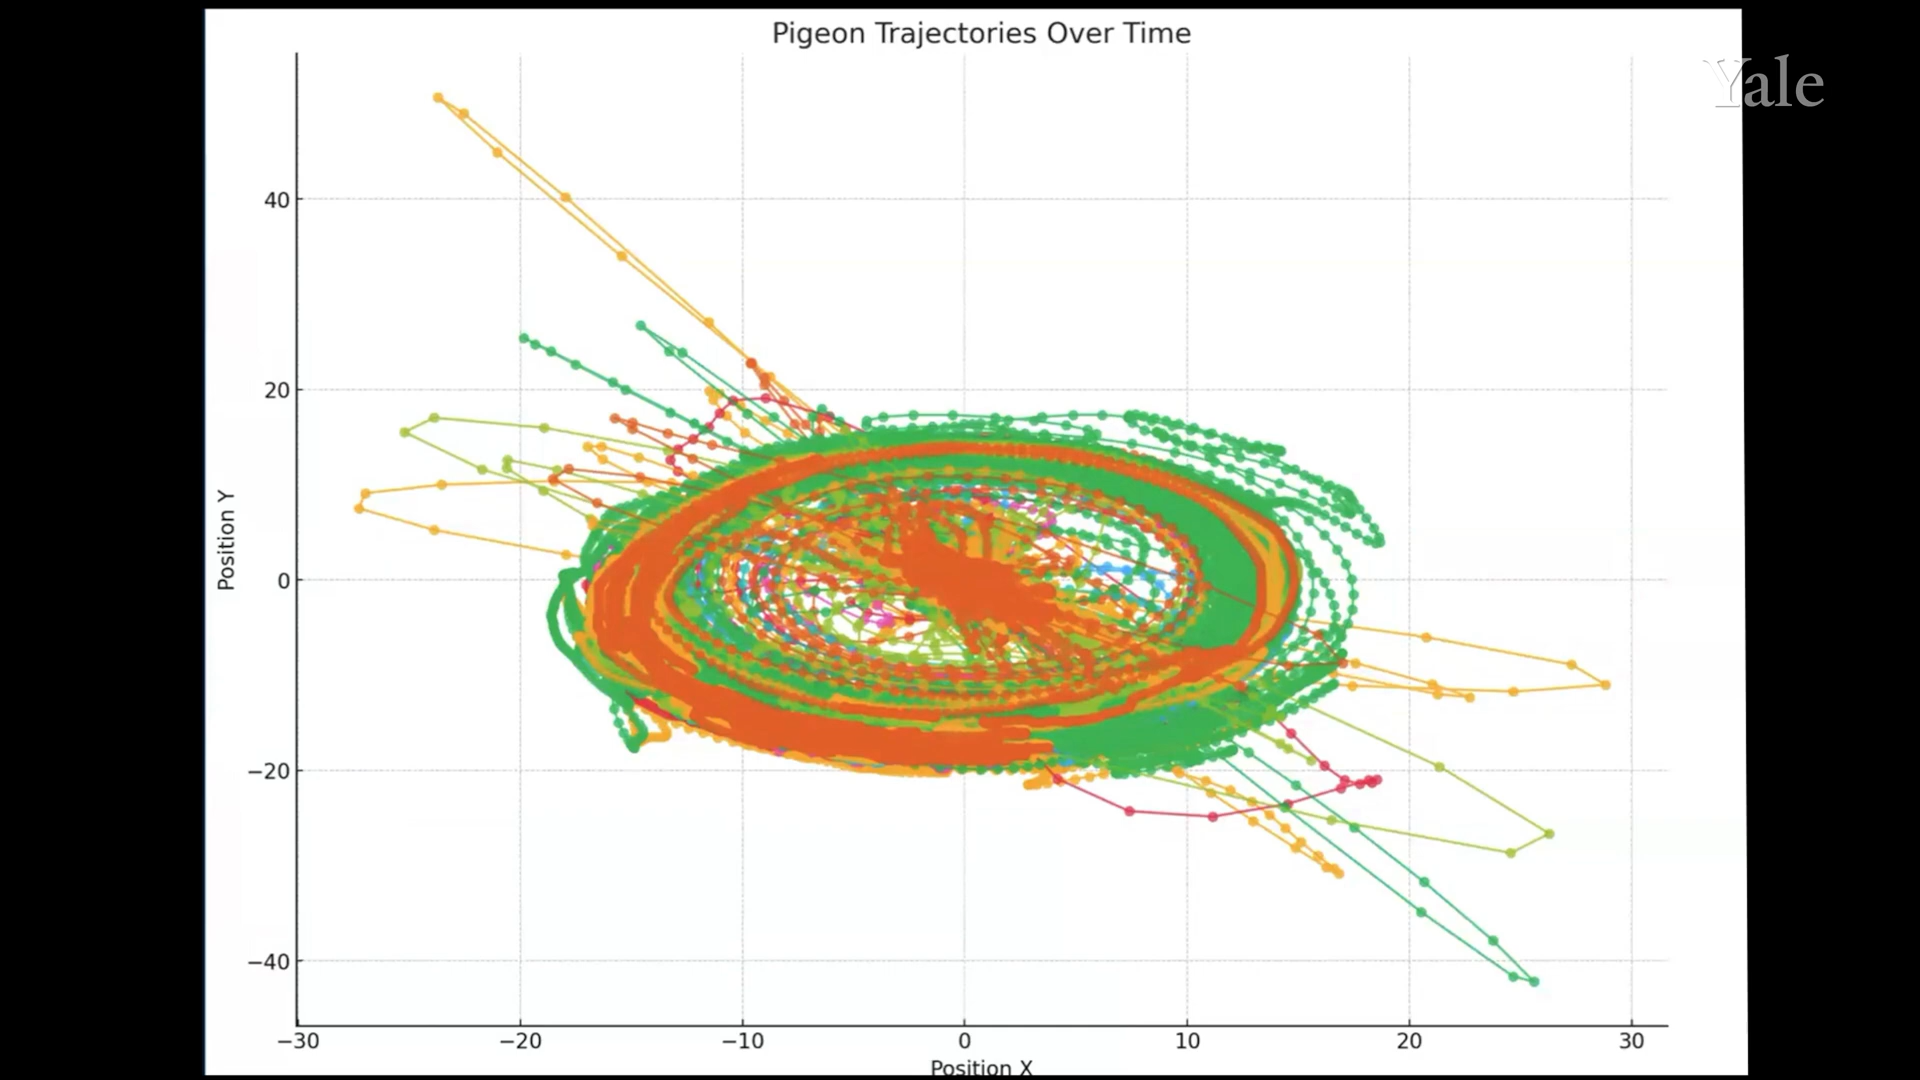 Pigeon Trajectories Over Time
Yale
40
20
0
−20
−40
Position Y
−30 −20 −10 0 10 20 30
Position X